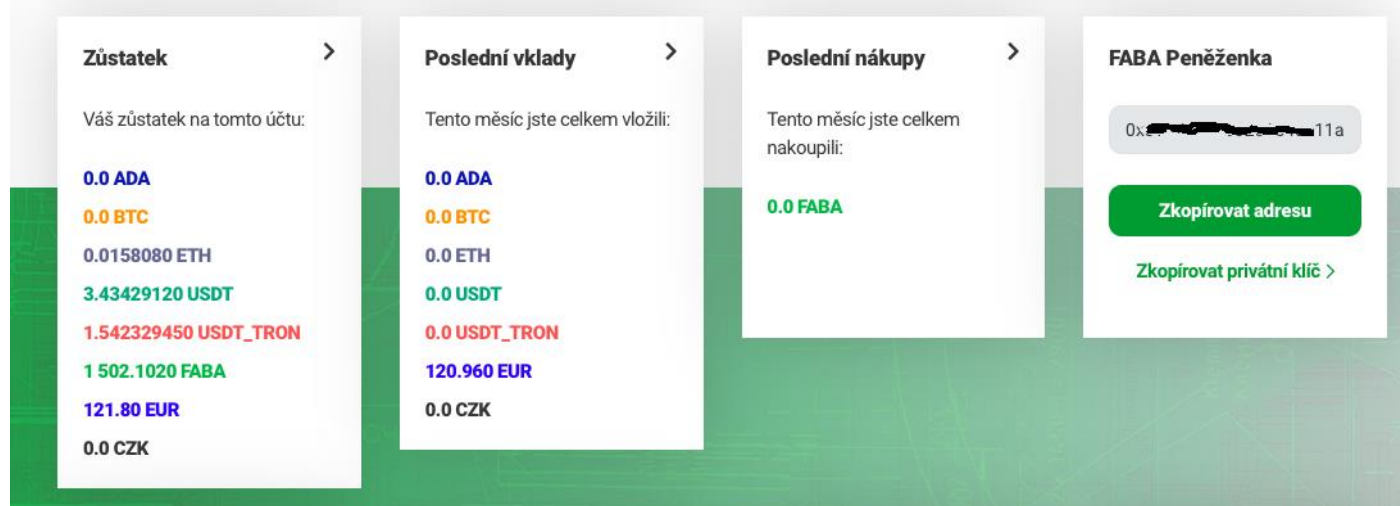 Zůstatek
Váš zůstatek na tomto účtu:
0.0 ADA
0.0 BTC
0.0158080 ETH
3.43429120 USDT
1.542329450 USDT_TRON
1 502.1020 FABA
121.80 EUR
0.0 CZK
Poslední vklady
Tento měsíc jste celkem vložili:
0.0 ADA
0.0 BTC
0.0 ETH
0.0 USDT
0.0 USDT_TRON
120.960 EUR
0.0 CZK
Poslední nákupy
Tento měsíc jste celkem
nakoupili:
0.0 FABA
FABA Peněženka
0x 11a
Zkopírovat adresu
Zkopírovat privátní klíč